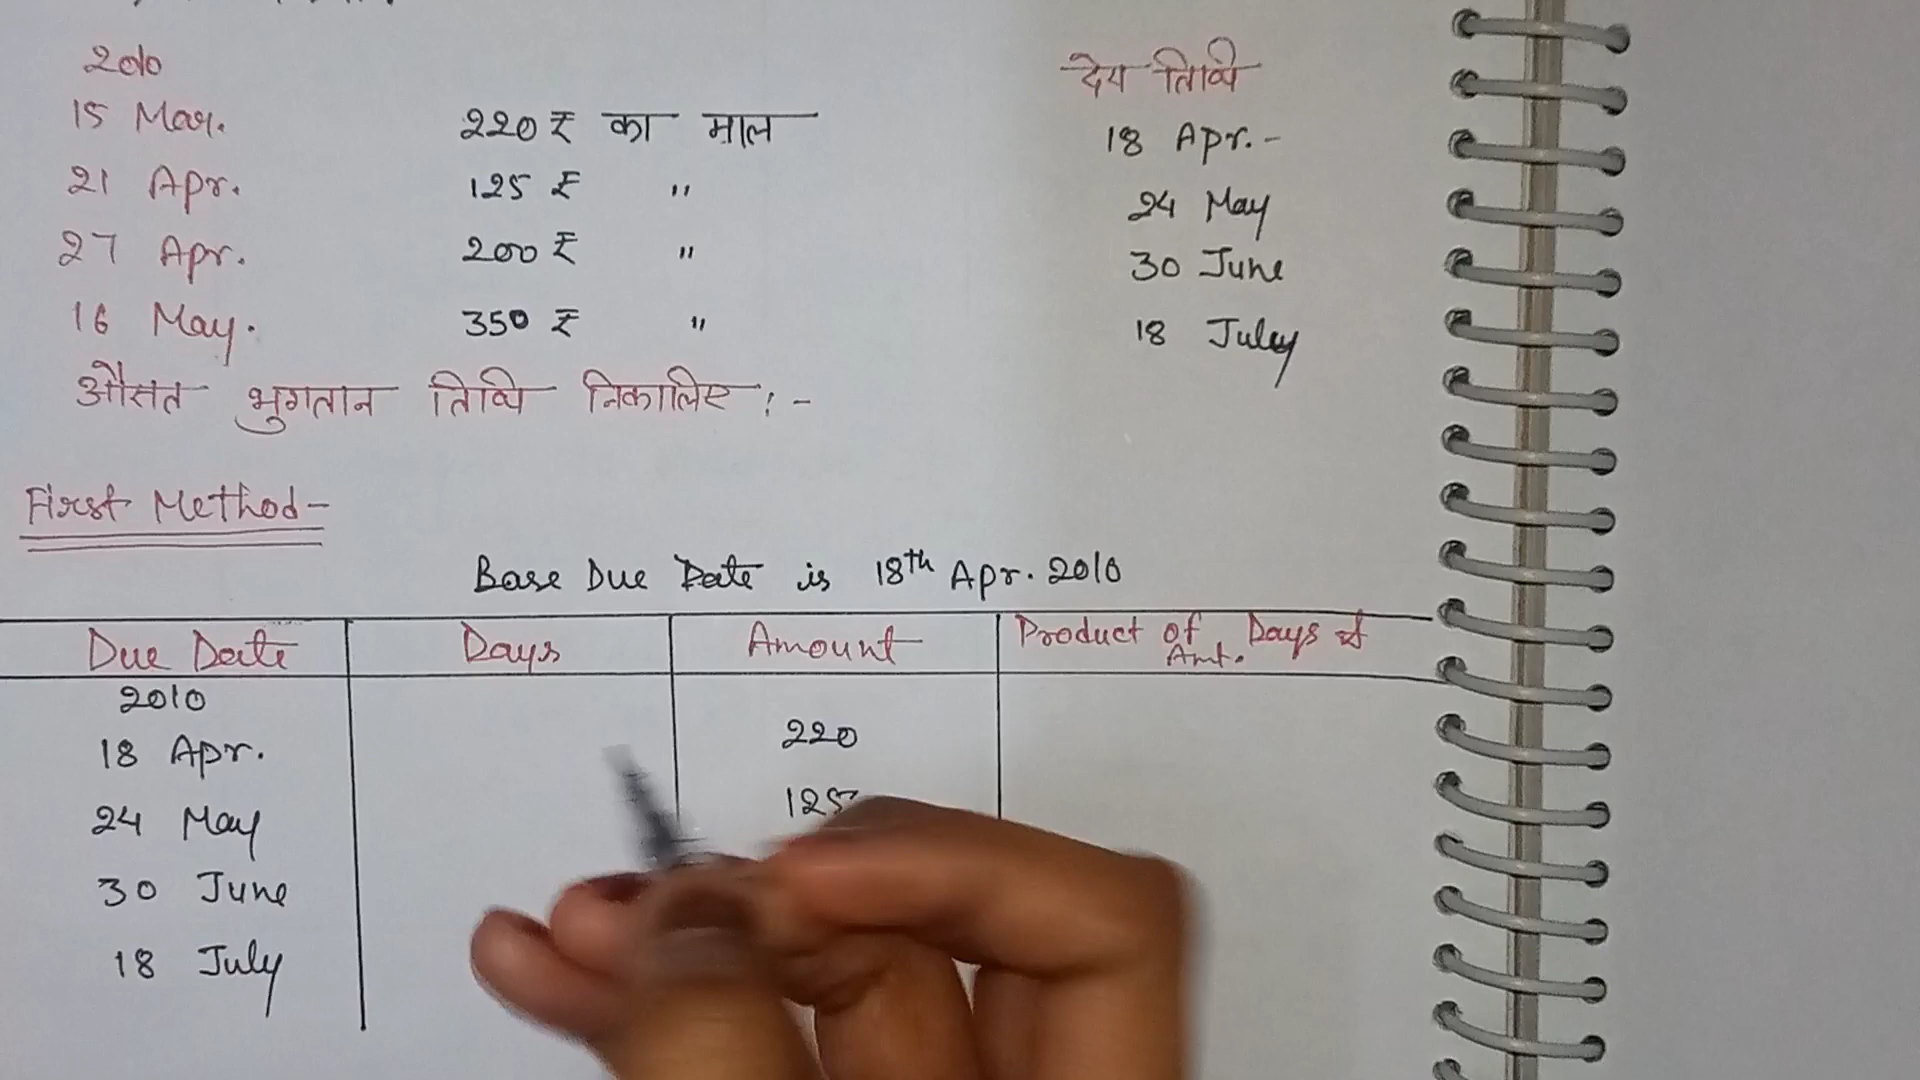 2010 देय तिथि
15 Mar. 220 ₹ का माल 18 Apr.-
21 Apr. 125 ₹ " 24 May
27 Apr. 200 ₹ " 30 June
16 May. 350 ₹ " 18 Juley
औसत भुगतान तिथि निकालिए :-
First Method-
Base Due Date is 18th Apr. 2010
Due Date Days Amount Product of Days & Amt.
2010
18 Apr. 220
24 May 125
30 June
18 July